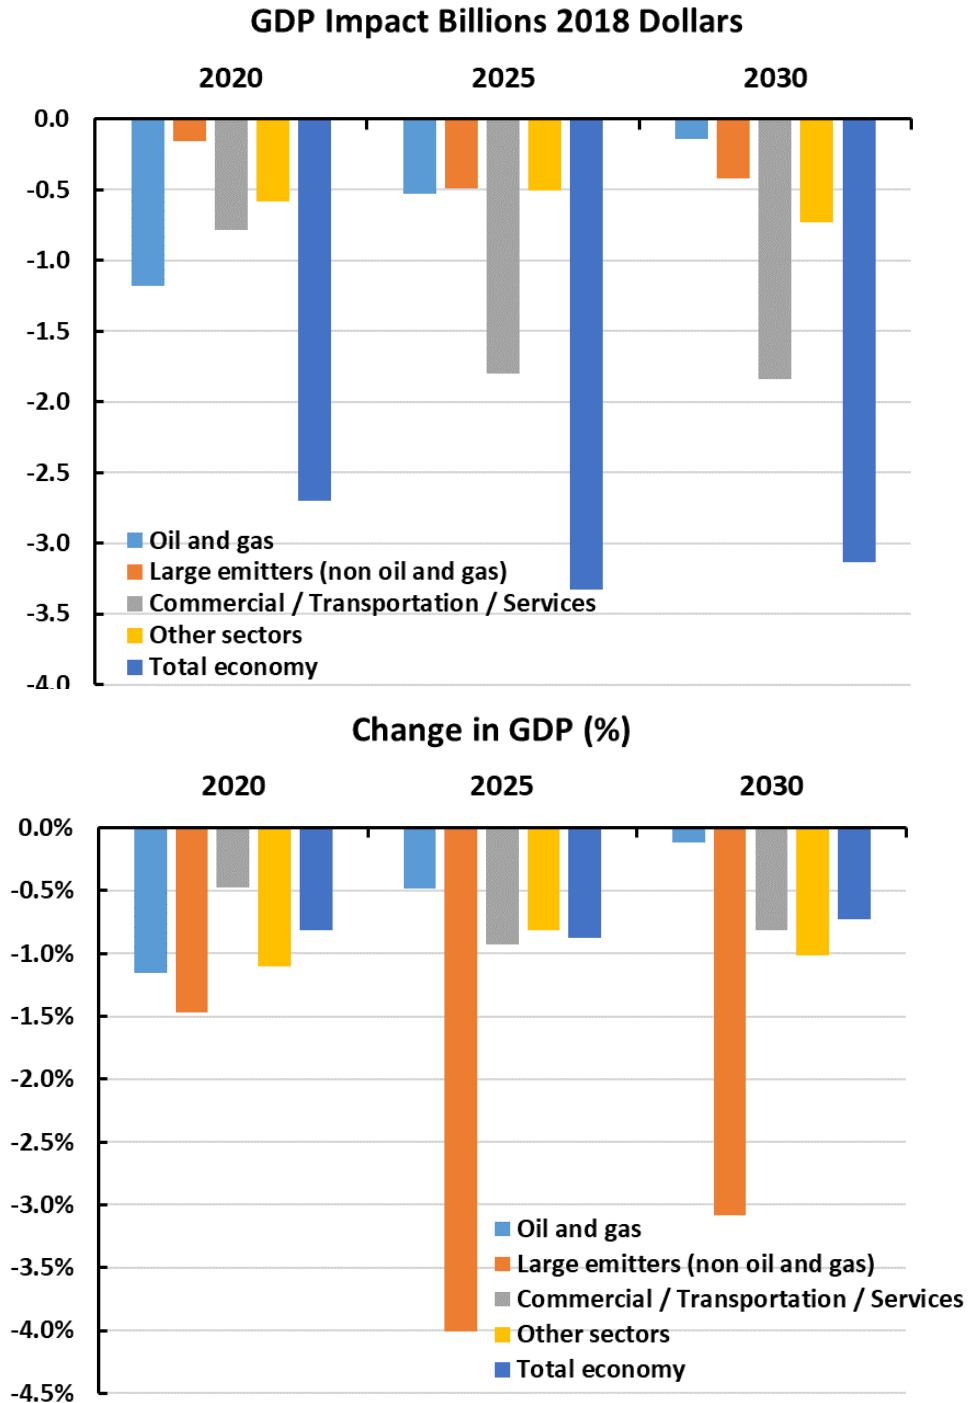 GDP Impact Billions 2018 Dollars
2020 2025 2030
0.0
-0.5
-1.0
-1.5
-2.0
-2.5
-3.0
-3.5
-4.0
Oil and gas
Large emitters (non oil and gas)
Commercial / Transportation / Services
Other sectors
Total economy
Change in GDP (%)
2020 2025 2030
0.0%
-0.5%
-1.0%
-1.5%
-2.0%
-2.5%
-3.0%
-3.5%
-4.0%
-4.5%
Oil and gas
Large emitters (non oil and gas)
Commercial / Transportation / Services
Other sectors
Total economy